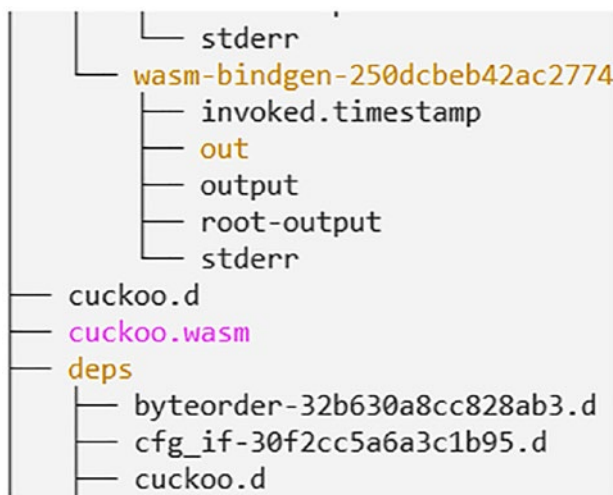 stderr
wasm-bindgen-250dcbeb42ac2774
invoked.timestamp
out
output
root-output
stderr
cuckoo.d
cuckoo.wasm
deps
byteorder-32b630a8cc828ab3.d
cfg_if-30f2cc5a6a3c1b95.d
cuckoo.d